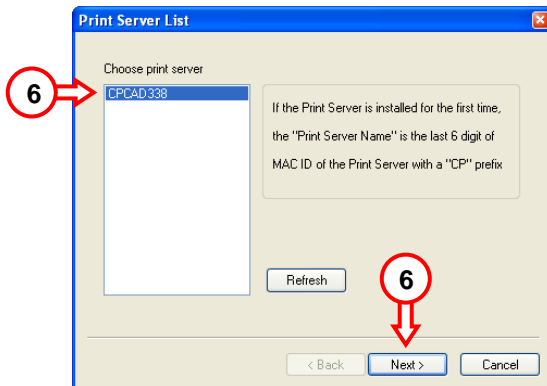 Print Server List
Choose print server
6
CPCAD338
If the Print Server is installed for the first time,
the "Print Server Name" is the last 6 digit of
MAC ID of the Print Server with a "CP" prefix
Refresh
6
< Back
Next >
Cancel